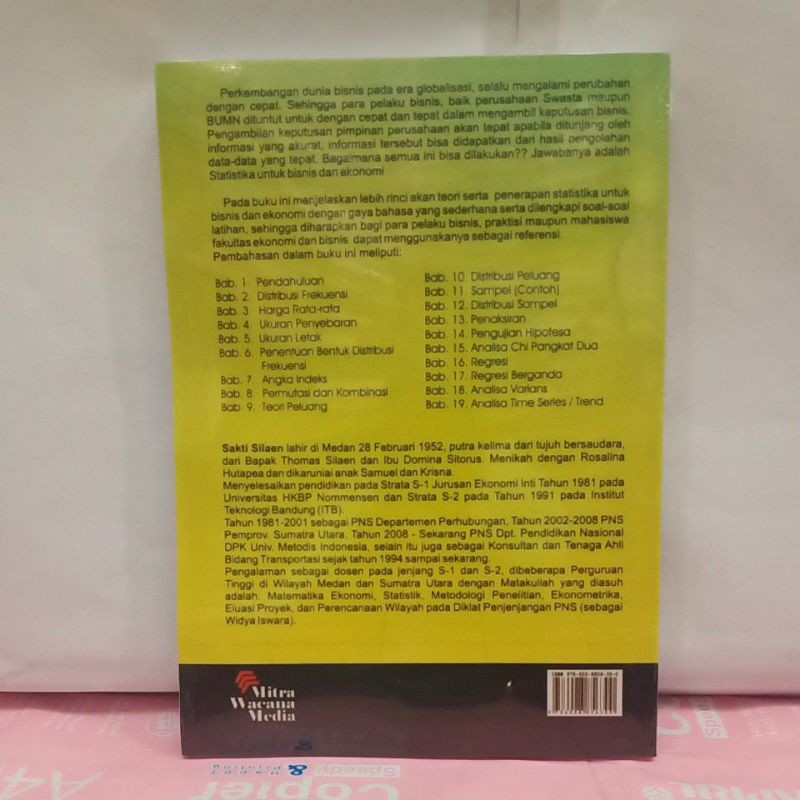 Perkembangan dunia bisnis pada era globalisasi, selalu mengalami perubahan
dengan cepat. Sehingga para pelaku bisnis, baik perusahaan Swasta maupun
BUMN dituntut untuk dengan cepat dan tepat dalam mengambil keputusan bisnis.
Pengambilan keputusan pimpinan perusahaan akan tepat apabila ditunjang oleh
informasi yang akurat, informasi tersebut bisa didapatkan dari hasil pengolahan
data-data yang tepat. Bagaimana semua ini bisa dilakukan?? Jawabanya adalah
Statistika untuk bisnis dan ekonomi
Pada buku ini menjelaskan lebih rinci akan teori serta penerapan statistika untuk
bisnis dan ekonomi dengan gaya bahasa yang sederhana serta dilengkapi soal-soal
latihan, sehingga diharapkan bagi para pelaku bisnis, praktisi maupun mahasiswa
fakultas ekonomi dan bisnis dapat menggunakanya sebagai referensi.
Pembahasan dalam buku ini meliputi:
Bab. 1. Pendahuluan
Bab. 2. Distribusi Frekuensi
Bab. 3 Harga Rata-rata
Bab. 4. Ukuran Penyebaran
Bab. 5. Ukuran Letak
Bab. 6. Penentuan Bentuk Distribusi
Frekuensi
Bab. 7. Angka Indeks
Bab. 8. Permutasi dan Kombinasi
Bab. 9. Teori Peluang
Bab. 10. Distribusi Peluang
Bab. 11. Sampel (Contoh)
Bab. 12. Distribusi Sampel
Bab. 13. Penaksiran
Bab. 14. Pengujian Hipotesa
Bab. 15. Analisa Chi Pangkat Dua
Bab. 16. Regresi
Bab. 17. Regresi Berganda
Bab. 18. Analisa Varians
Bab. 19. Analisa Time Series / Trend
Sakti Silaen lahir di Medan 28 Februari 1952, putra kelima dari tujuh bersaudara,
dari Bapak Thomas Silaen dan Ibu Domina Sitorus. Menikah dengan Rosalina
Hutapea dan dikaruniai anak Samuel dan Krisna.
Menyelesaikan pendidikan pada Strata S-1 Jurusan Ekonomi Inti Tahun 1981 pada
Universitas HKBP Nommensen dan Strata S-2 pada Tahun 1991 pada Institut
Teknologi Bandung (ITB).
Tahun 1981-2001 sebagai PNS Departemen Perhubungan, Tahun 2002-2008 PNS
Pemprov. Sumatra Utara, Tahun 2008 - Sekarang PNS Dpt. Pendidikan Nasional
DPK Univ. Metodis Indonesia, selain itu juga sebagai Konsultan dan Tenaga Ahli
Bidang Transportasi sejak tahun 1994 sampai sekarang.
Pengalaman sebagai dosen pada jenjang S-1 dan S-2, dibeberapa Perguruan
Tinggi di Wilayah Medan dan Sumatra Utara dengan Matakuliah yang diasuh
adalah: Matematika Ekonomi, Statistik, Metodologi Penelitian, Ekonometrika,
Eluasi Proyek, dan Perencanaan Wilayah pada Diklat Penjenjangan PNS (sebagai
Widya Iswara).
Mitra
Wacana
Media
ISBN
A4
Copier
Speedy